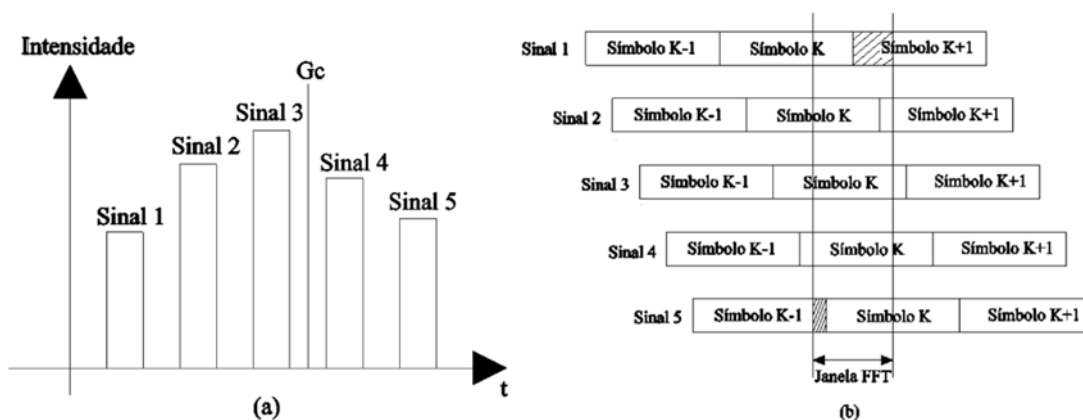 Intensidade
Gc
Sinal 3
Sinal 2
Sinal 4
Sinal 1
Sinal 5
t
(a)
Sinal 1 Símbolo K-1 Símbolo K Símbolo K+1
Sinal 2 Símbolo K-1 Símbolo K Símbolo K+1
Sinal 3 Símbolo K-1 Símbolo K Símbolo K+1
Sinal 4 Símbolo K-1 Símbolo K Símbolo K+1
Sinal 5 Símbolo K-1 Símbolo K Símbolo K+1
Janela FFT
(b)